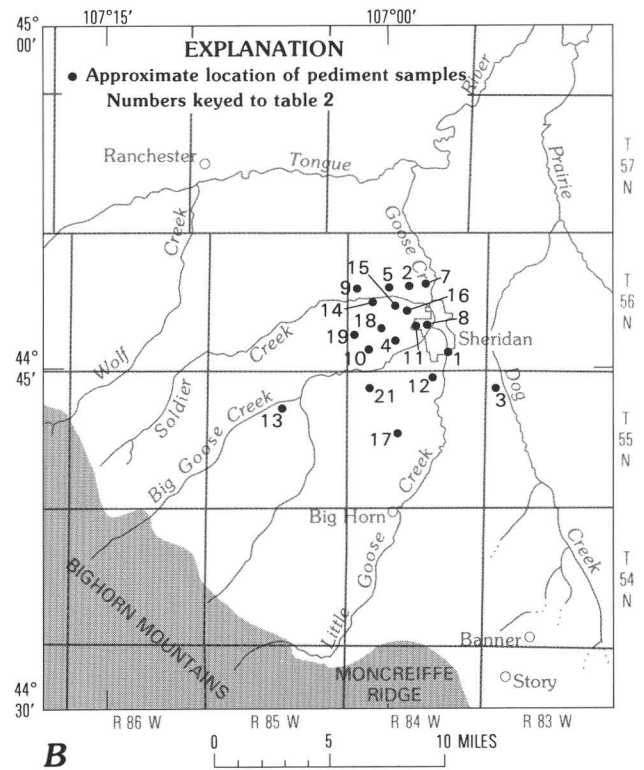 45°
00′
107°15′
107°00′
EXPLANATION
● Approximate location of pediment samples.
Numbers keyed to table 2
River
Prairie
T
57
N
Ranchester
Tongue
Creek
Goose Cr
15
5
2
7
9
14
16
T
56
N
18
8
19
4
11
Sheridan
10
1
44°
45′
Wolf
Creek
Soldier
Big Goose Creek
13
21
12
3
Dog
17
T
55
N
Creek
Big Horn
Goose
Little
Creek
T
54
N
BIGHORN MOUNTAINS
Banner
MONCREIFFE
RIDGE
Story
44°
30′
R 86 W
R 85 W
R 84 W
R 83 W
B
0
5
10 MILES